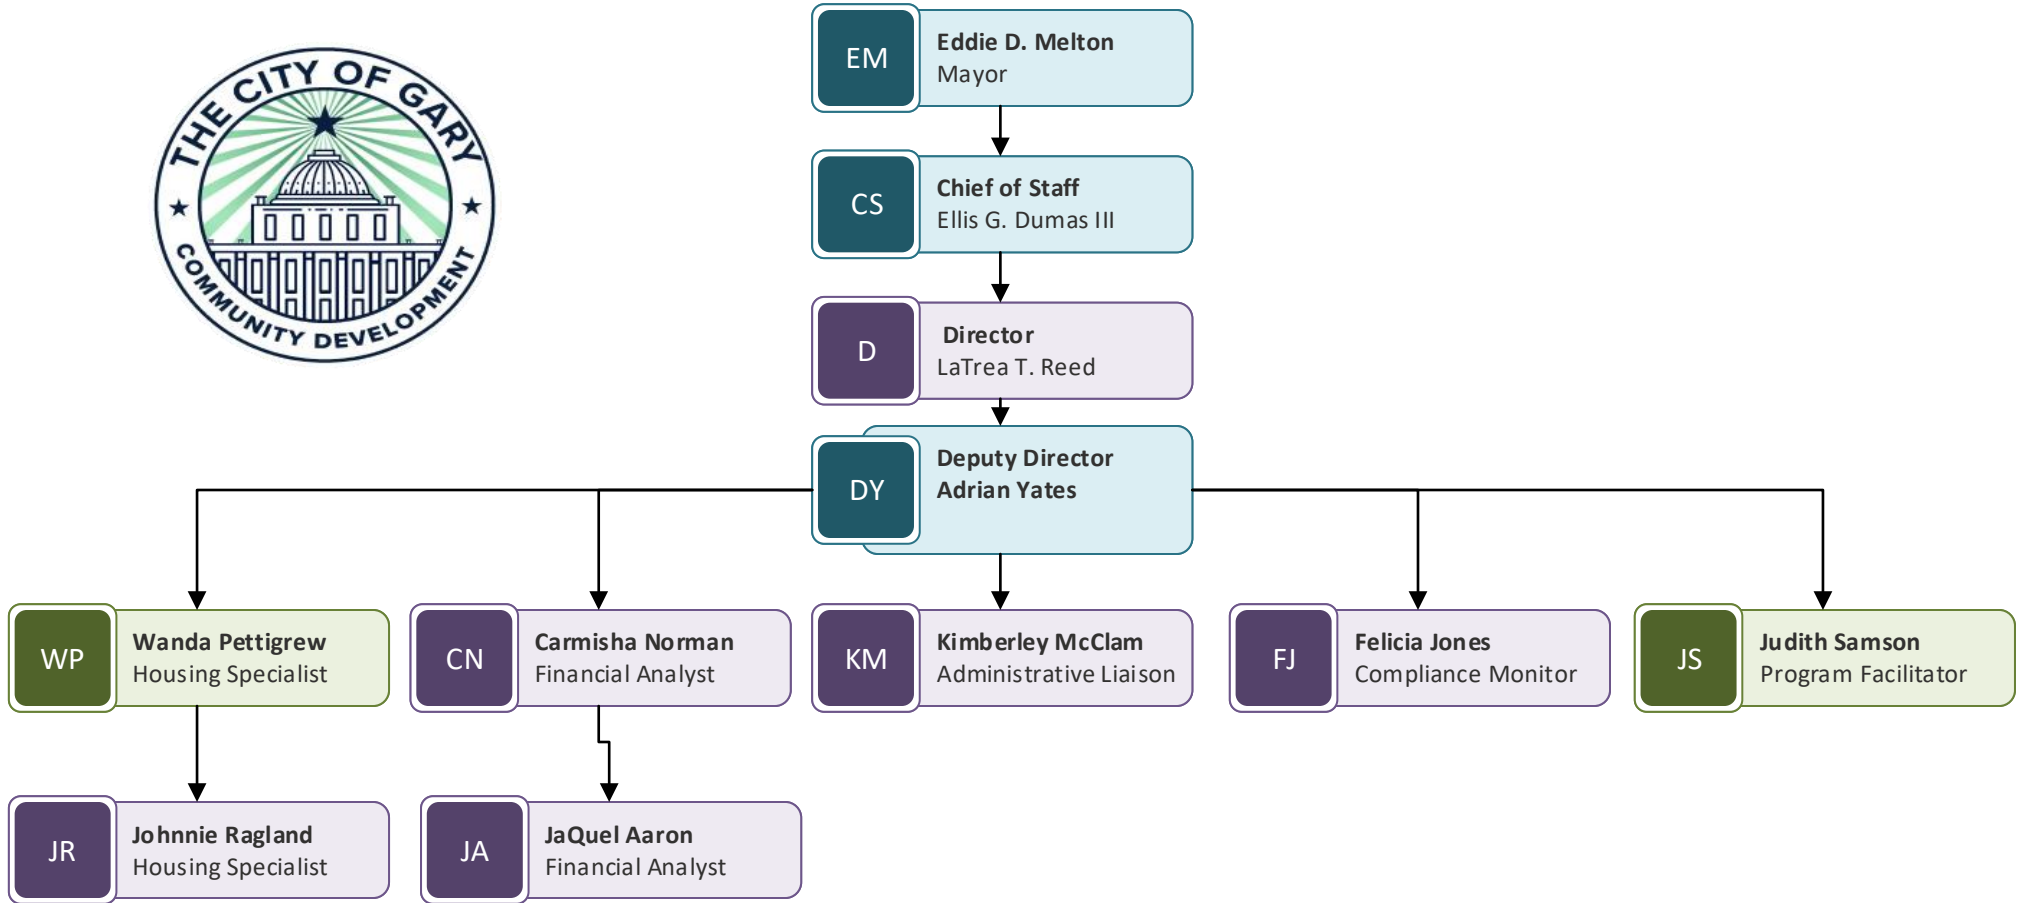 THE CITY OF GARY
COMMUNITY DEVELOPMENT
EM
Eddie D. Melton
Mayor
CS
Chief of Staff
Ellis G. Dumas III
D
Director
LaTrea T. Reed
DY
Deputy Director
Adrian Yates
WP
Wanda Pettigrew
Housing Specialist
CN
Carmisha Norman
Financial Analyst
KM
Kimberley McClam
Administrative Liaison
FJ
Felicia Jones
Compliance Monitor
JS
Judith Samson
Program Facilitator
JR
Johnnie Ragland
Housing Specialist
JA
JaQuel Aaron
Financial Analyst